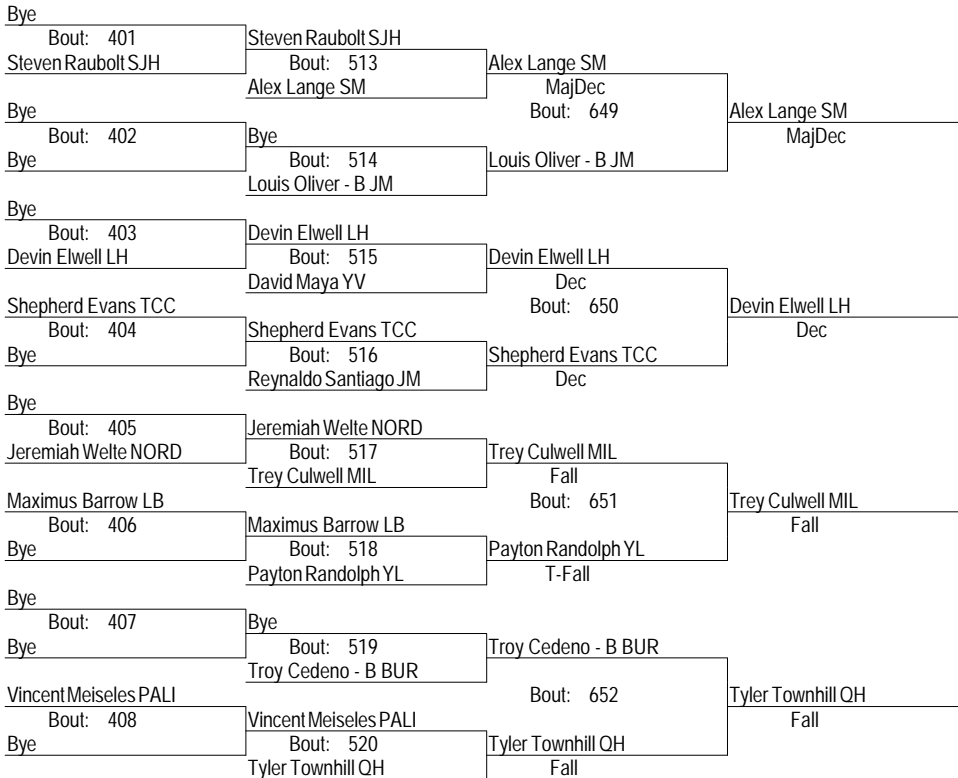 Bye
Bout: 401 Steven Raubolt SJH
Steven Raubolt SJH Bout: 513 Alex Lange SM
Alex Lange SM MajDec
Bye Bout: 649 Alex Lange SM
Bout: 402 Bye MajDec
Bye Bout: 514 Louis Oliver - B JM
Louis Oliver - B JM
Bye
Bout: 403 Devin Elwell LH
Devin Elwell LH Bout: 515 Devin Elwell LH
David Maya YV Dec
Shepherd Evans TCC Bout: 650 Devin Elwell LH
Bout: 404 Shepherd Evans TCC Dec
Bye Bout: 516 Shepherd Evans TCC
Reynaldo Santiago JM Dec
Bye
Bout: 405 Jeremiah Welte NORD
Jeremiah Welte NORD Bout: 517 Trey Culwell MIL
Trey Culwell MIL Fall
Maximus Barrow LB Bout: 651 Trey Culwell MIL
Bout: 406 Maximus Barrow LB Fall
Bye Bout: 518 Payton Randolph YL
Payton Randolph YL T-Fall
Bye
Bout: 407 Bye
Bye Bout: 519 Troy Cedeno - B BUR
Troy Cedeno - B BUR
Vincent Meiseles PALI Bout: 652 Tyler Townhill QH
Bout: 408 Vincent Meiseles PALI Fall
Bye Bout: 520 Tyler Townhill QH
Tyler Townhill QH Fall